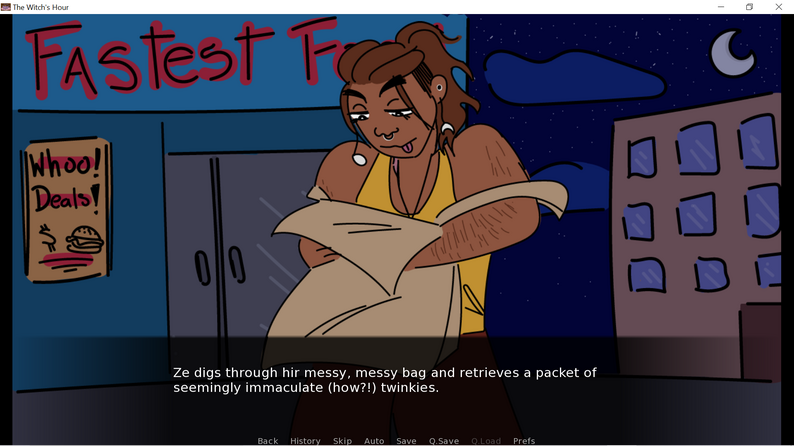 The Witch's Hour
FASTEST F
Whoo!
Deals!
Ze digs through hir messy, messy bag and retrieves a packet of
seemingly immaculate (how?!) twinkies.
Back History Skip Auto Save Q.Save Q.Load Prefs